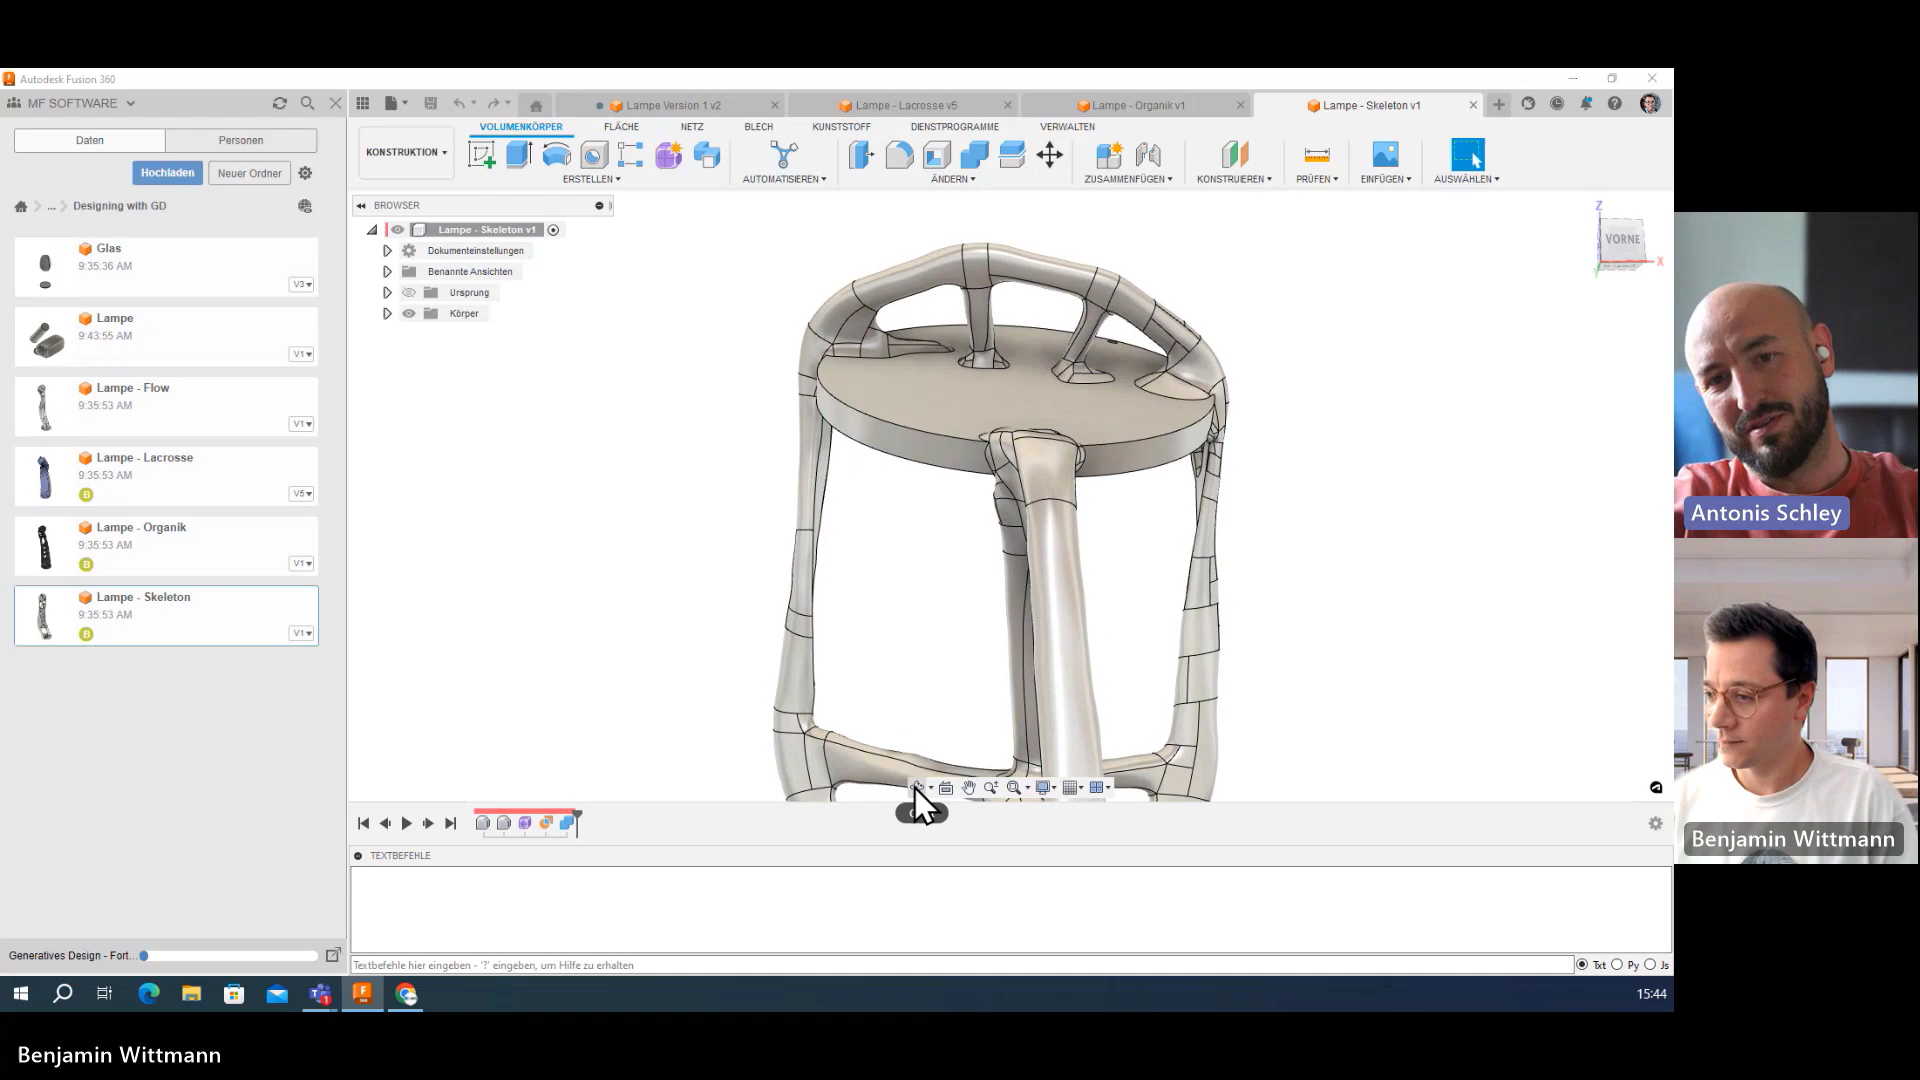 Autodesk Fusion 360
MF SOFTWARE
Lampe Version 1 v2
Lampe - Lacrosse v5
Lampe - Organik v1
Lampe - Skeleton v1
Daten
Personen
Hochladen
Neuer Ordner
... Designing with GD
Glas
9:35:36 AM
V3
Lampe
9:43:55 AM
V1
Lampe - Flow
9:35:53 AM
V1
Lampe - Lacrosse
9:35:53 AM
B
V5
Lampe - Organik
9:35:53 AM
B
V1
Lampe - Skeleton
9:35:53 AM
B
V1
Generatives Design - Fort...
KONSTRUKTION
VOLUMENKÖRPER
FLÄCHE
NETZ
BLECH
KUNSTSTOFF
DIENSTPROGRAMME
VERWALTEN
ERSTELLEN
AUTOMATISIEREN
ÄNDERN
ZUSAMMENFÜGEN
KONSTRUIEREN
PRÜFEN
EINFÜGEN
AUSWÄHLEN
BROWSER
Lampe - Skeleton v1
Dokumenteinstellungen
Benannte Ansichten
Ursprung
Körper
Z
VORNE
X
Y
TEXTBEFEHLE
Textbefehle hier eingeben - '?' eingeben, um Hilfe zu erhalten
Txt
Py
Js
15:44
Antonis Schley
Benjamin Wittmann
Benjamin Wittmann